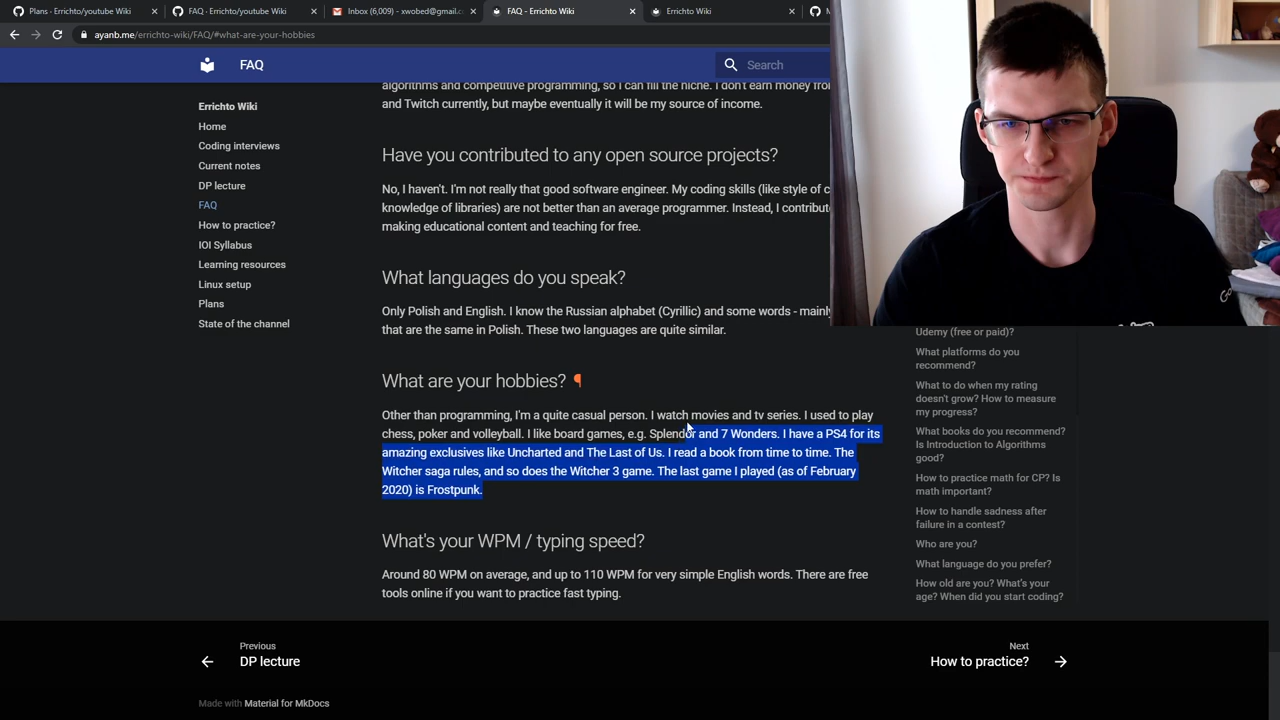 Plans · Errichto/youtube Wiki
FAQ · Errichto/youtube Wiki
Inbox (6,009) - xwobed@gmail.c
FAQ - Errichto Wiki
Errichto Wiki
ayanb.me/errichto-wiki/FAQ/#what-are-your-hobbies
FAQ
Search
Errichto Wiki
Home
Coding interviews
Current notes
DP lecture
FAQ
How to practice?
IOI Syllabus
Learning resources
Linux setup
Plans
State of the channel
algorithms and competitive programming, so I can fill the niche. I don't earn money from
and Twitch currently, but maybe eventually it will be my source of income.
Have you contributed to any open source projects?
No, I haven't. I'm not really that good software engineer. My coding skills (like style of c
knowledge of libraries) are not better than an average programmer. Instead, I contribut
making educational content and teaching for free.
What languages do you speak?
Only Polish and English. I know the Russian alphabet (Cyrillic) and some words - mainly
that are the same in Polish. These two languages are quite similar.
What are your hobbies? ¶
Other than programming, I'm a quite casual person. I watch movies and tv series. I used to play
chess, poker and volleyball. I like board games, e.g. Splendor and 7 Wonders. I have a PS4 for its
amazing exclusives like Uncharted and The Last of Us. I read a book from time to time. The
Witcher saga rules, and so does the Witcher 3 game. The last game I played (as of February
2020) is Frostpunk.
What's your WPM / typing speed?
Around 80 WPM on average, and up to 110 WPM for very simple English words. There are free
tools online if you want to practice fast typing.
Udemy (free or paid)?
What platforms do you
recommend?
What to do when my rating
doesn't grow? How to measure
my progress?
What books do you recommend?
Is Introduction to Algorithms
good?
How to practice math for CP? Is
math important?
How to handle sadness after
failure in a contest?
Who are you?
What language do you prefer?
How old are you? What's your
age? When did you start coding?
Previous
DP lecture
Next
How to practice?
Made with Material for MkDocs